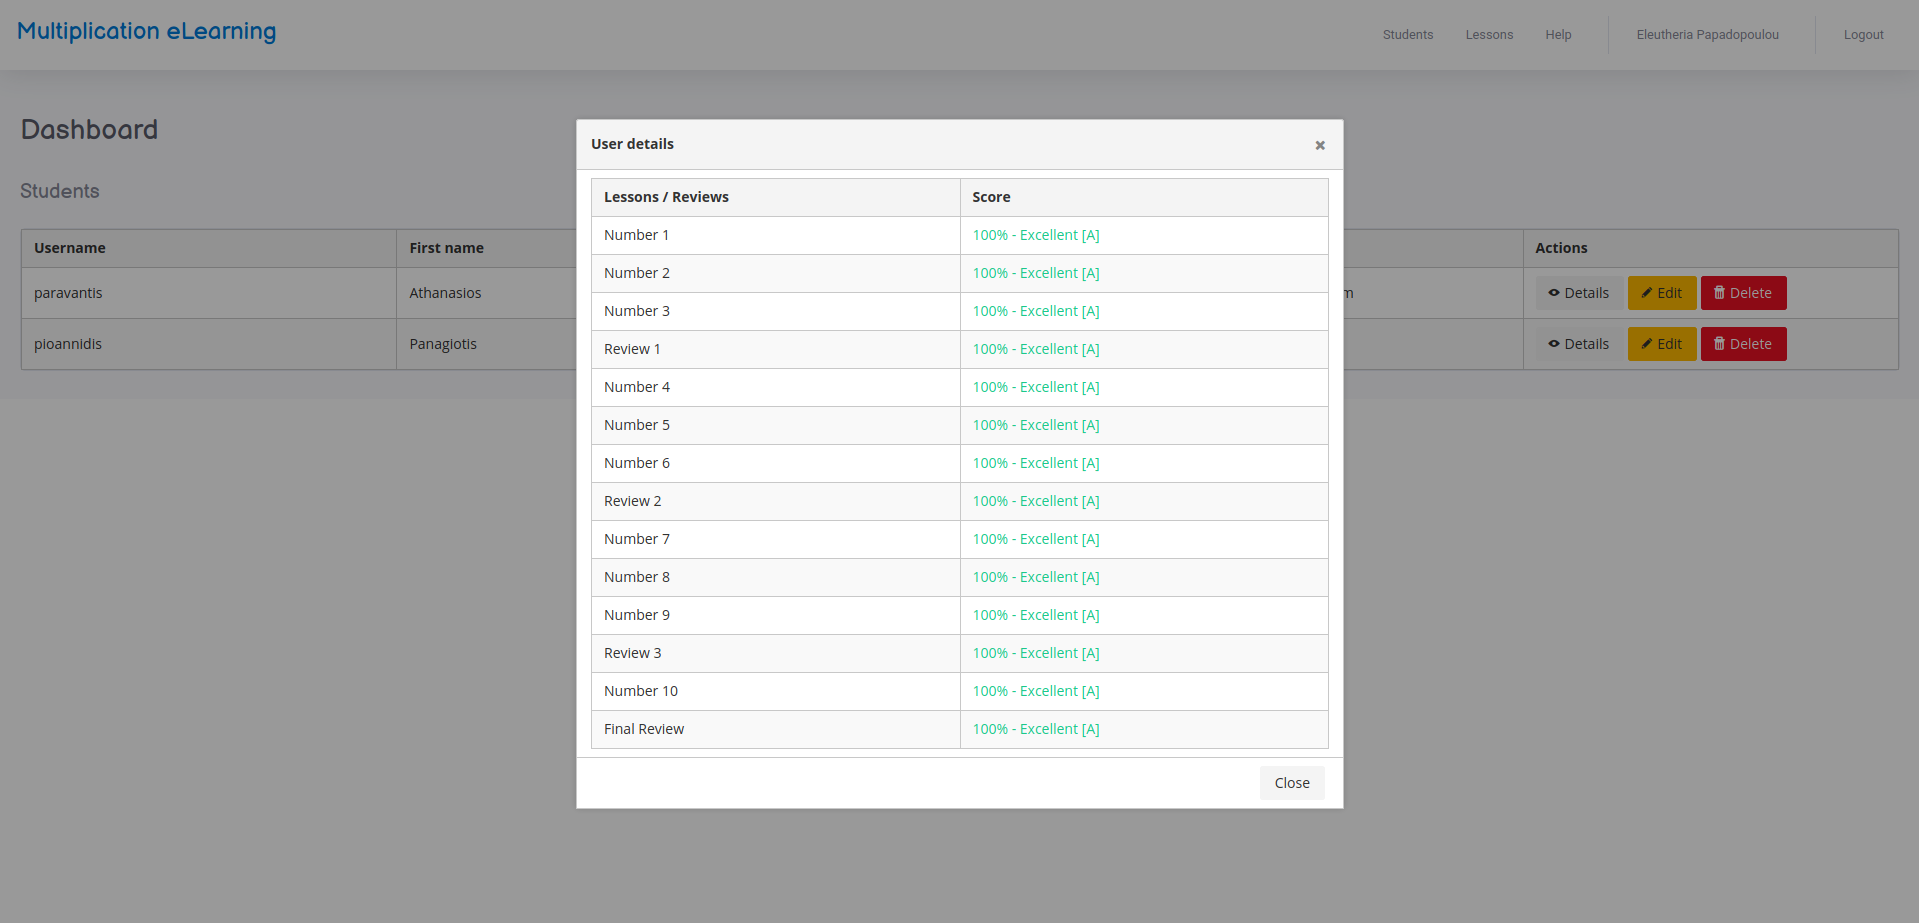 Multiplication eLearning
Students Lessons Help Eleutheria Papadopoulou Logout
Dashboard
Students
Username First name Actions
paravantis Athanasios m Details Edit Delete
pioannidis Panagiotis Details Edit Delete
User details ×
Lessons / Reviews Score
Number 1 100% - Excellent [A]
Number 2 100% - Excellent [A]
Number 3 100% - Excellent [A]
Review 1 100% - Excellent [A]
Number 4 100% - Excellent [A]
Number 5 100% - Excellent [A]
Number 6 100% - Excellent [A]
Review 2 100% - Excellent [A]
Number 7 100% - Excellent [A]
Number 8 100% - Excellent [A]
Number 9 100% - Excellent [A]
Review 3 100% - Excellent [A]
Number 10 100% - Excellent [A]
Final Review 100% - Excellent [A]
Close